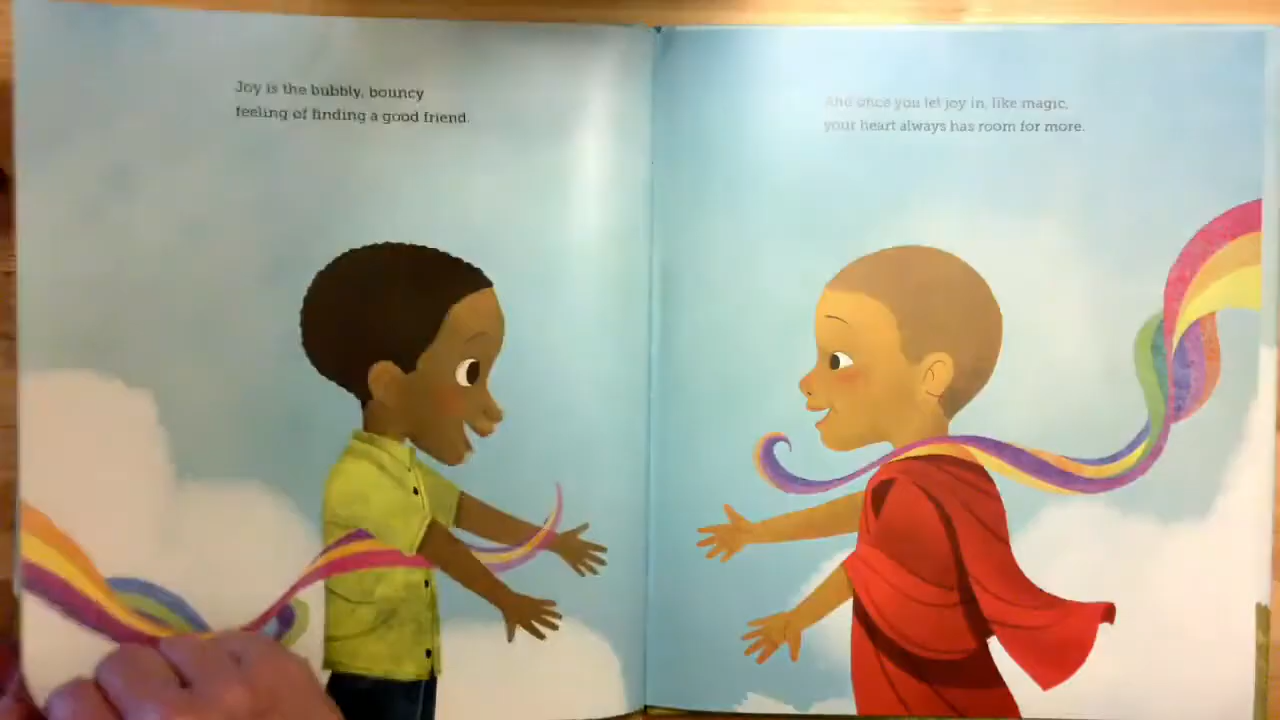 Joy is the bubbly, bouncy
feeling of finding a good friend.
And once you let joy in, like magic,
your heart always has room for more.